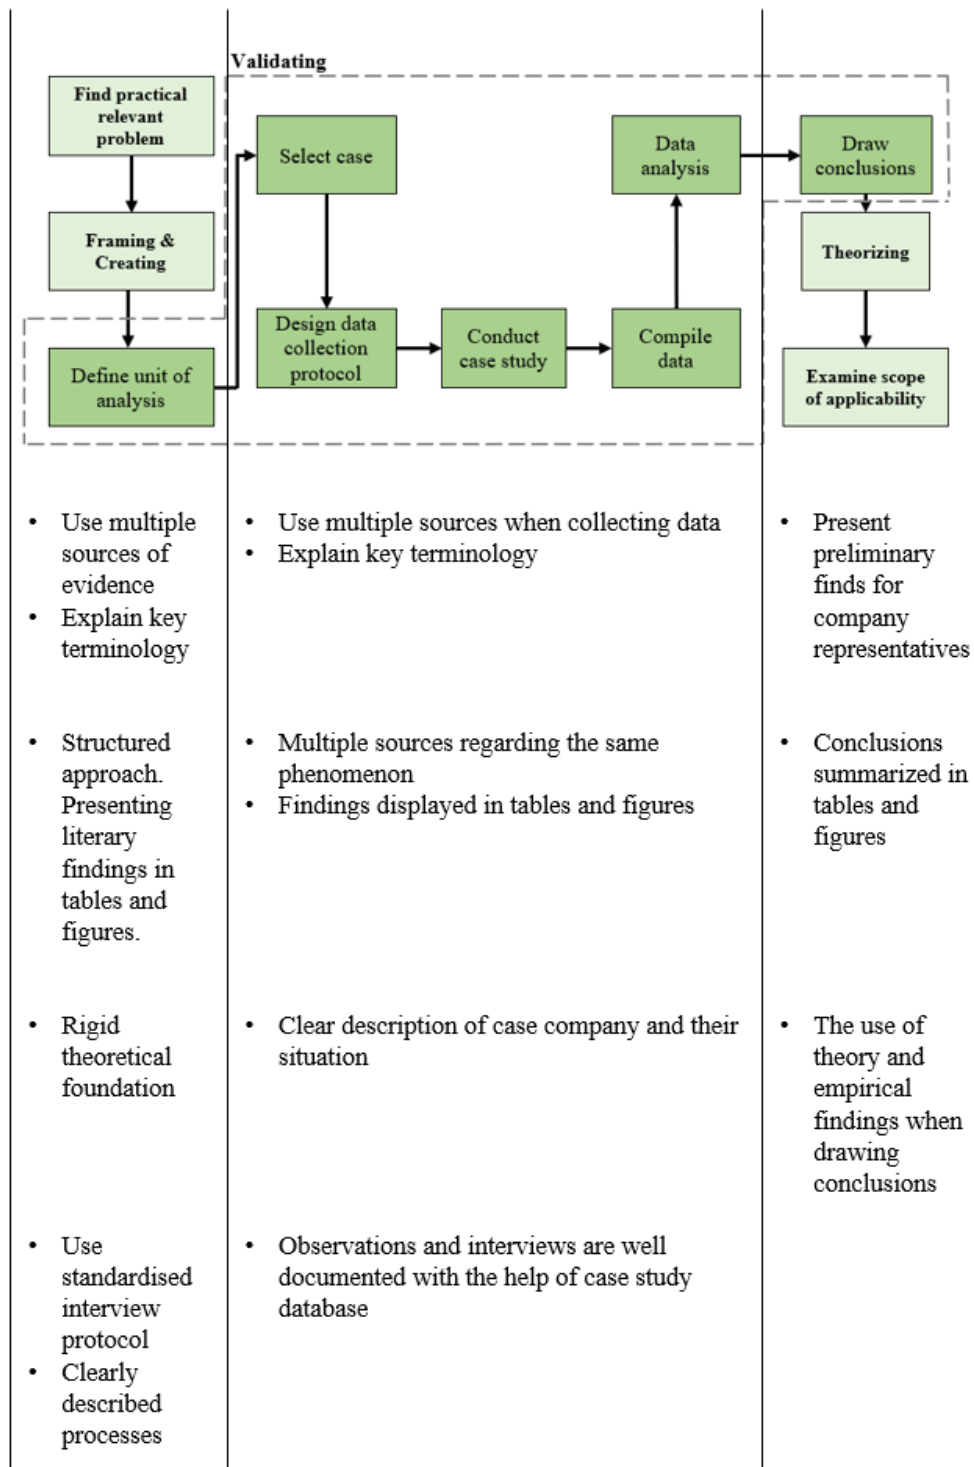 Validating
Find practical
relevant
problem
Framing &
Creating
Define unit of
analysis
Select case
Design data
collection
protocol
Conduct
case study
Compile
data
Data
analysis
Draw
conclusions
Theorizing
Examine scope
of applicability
• Use multiple
sources of
evidence
• Explain key
terminology
• Use multiple sources when collecting data
• Explain key terminology
• Present
preliminary
finds for
company
representatives
• Structured
approach.
Presenting
literary
findings in
tables and
figures.
• Multiple sources regarding the same
phenomenon
• Findings displayed in tables and figures
• Conclusions
summarized in
tables and
figures
• Rigid
theoretical
foundation
• Clear description of case company and their
situation
• The use of
theory and
empirical
findings when
drawing
conclusions
• Use
standardised
interview
protocol
• Clearly
described
processes
• Observations and interviews are well
documented with the help of case study
database